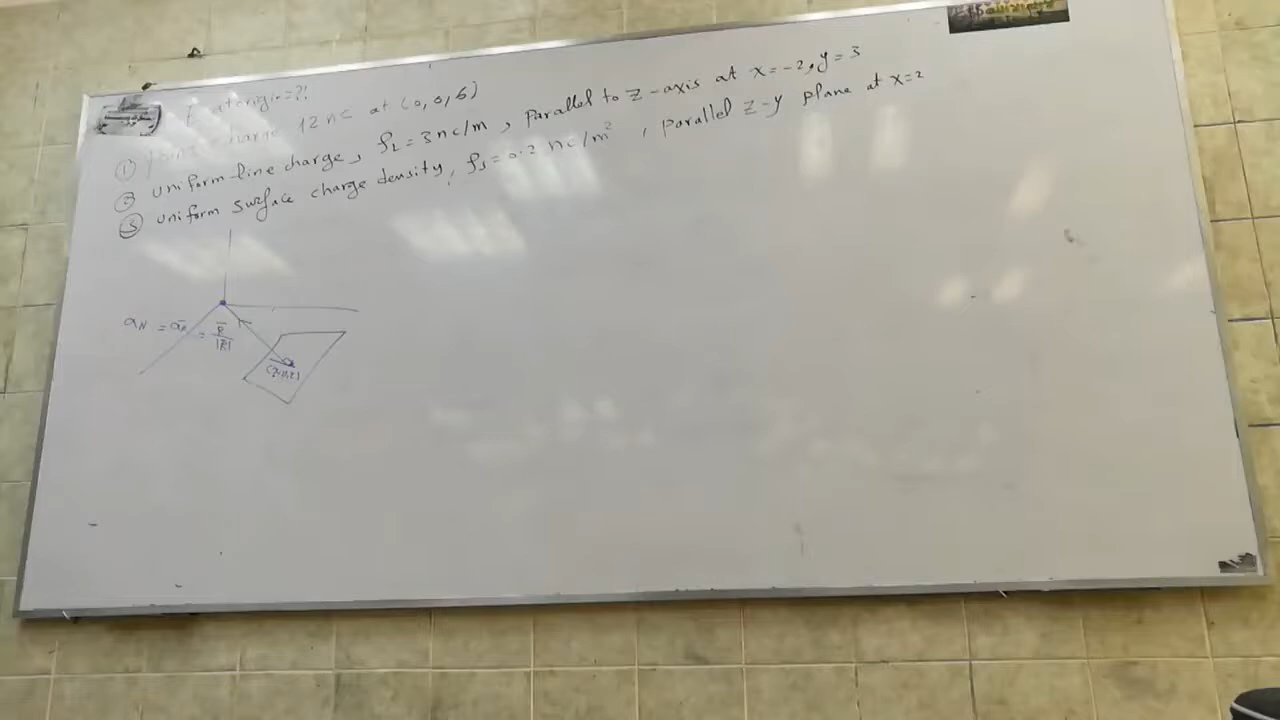 E at origin = ?!
① point charge 12 nc at (0, 0, 6)
② uniform line charge, ρL = 3 nc/m, parallel to z-axis at x=-2, y=3
③ uniform surface charge density, ρs = 0.2 nc/m², parallel z-y plane at x=2
aN = aR = R/|R|